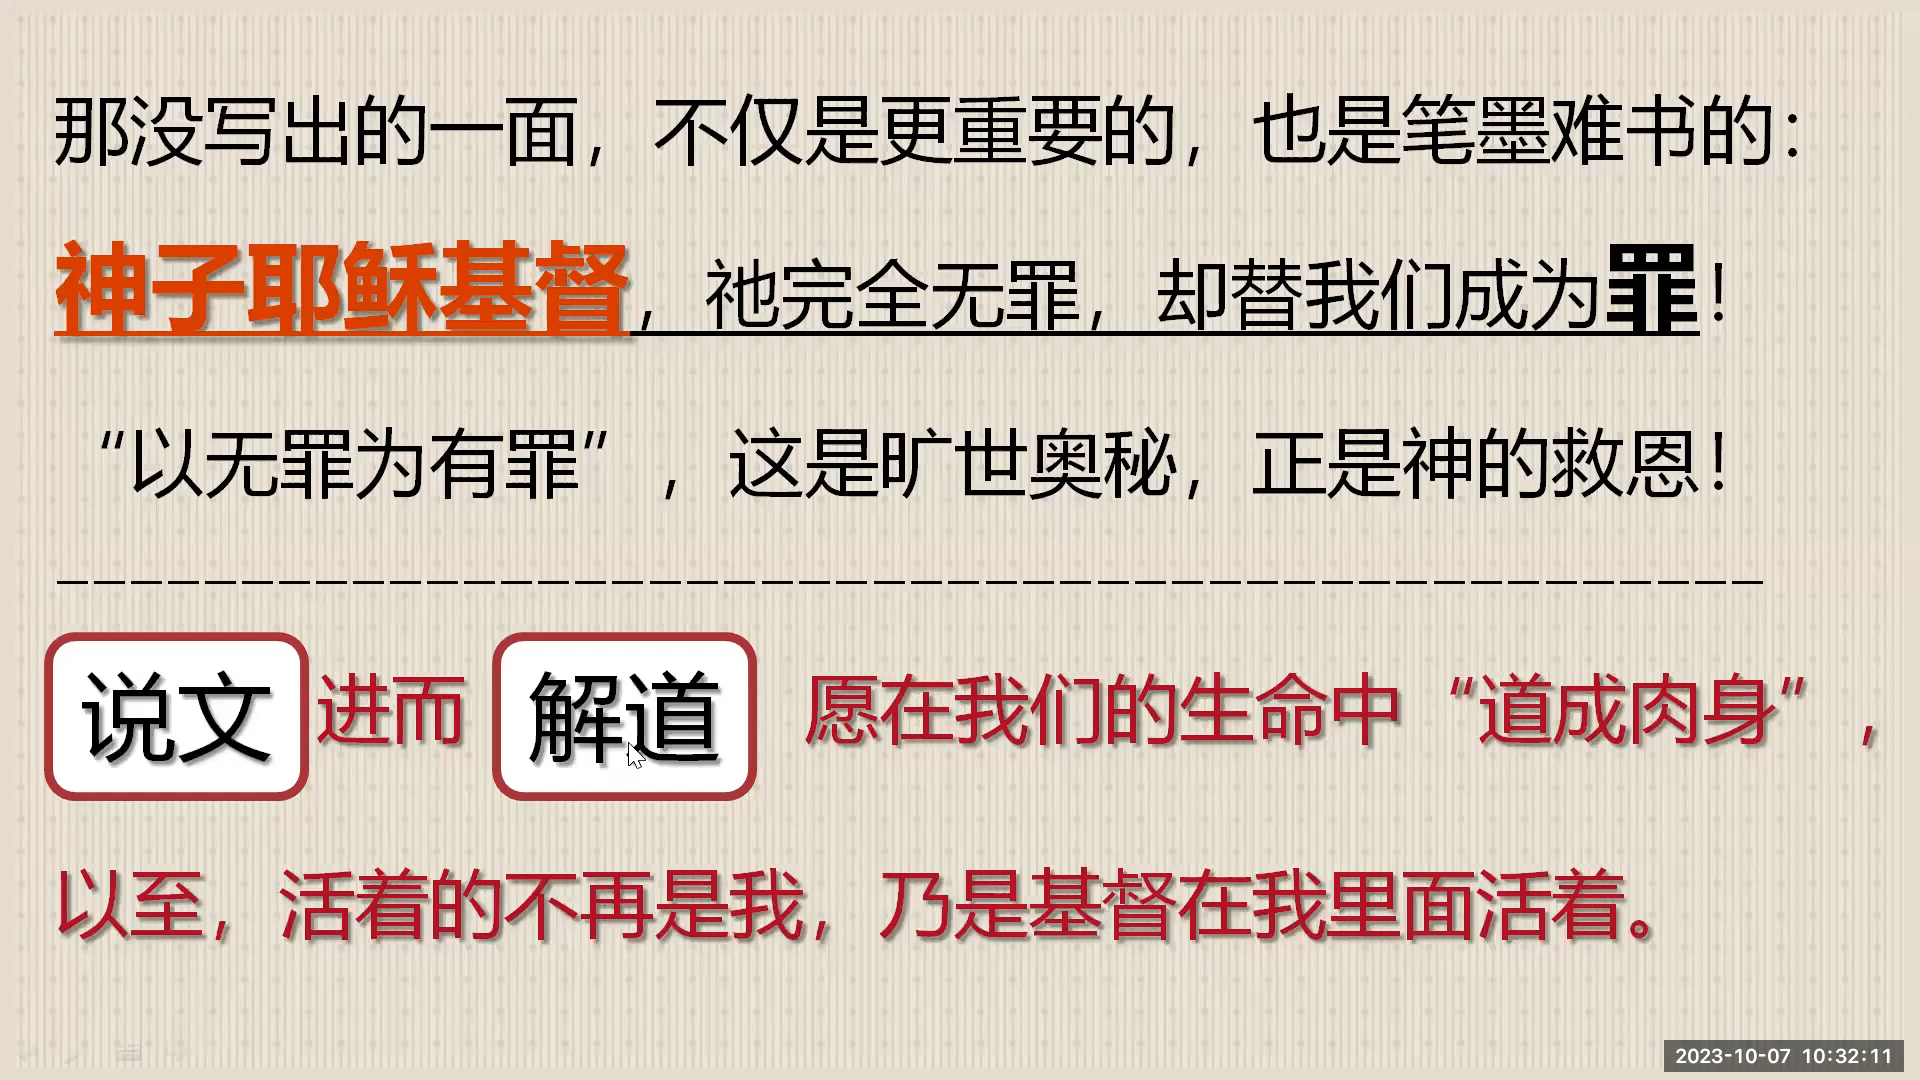 那没写出的一面，不仅是更重要的，也是笔墨难书的：
神子耶稣基督，祂完全无罪，却替我们成为罪！
“以无罪为有罪”，这是旷世奥秘，正是神的救恩！
说文 进而 解道 愿在我们的生命中“道成肉身”，
以至，活着的不再是我，乃是基督在我里面活着。
2023-10-07 10:32:11